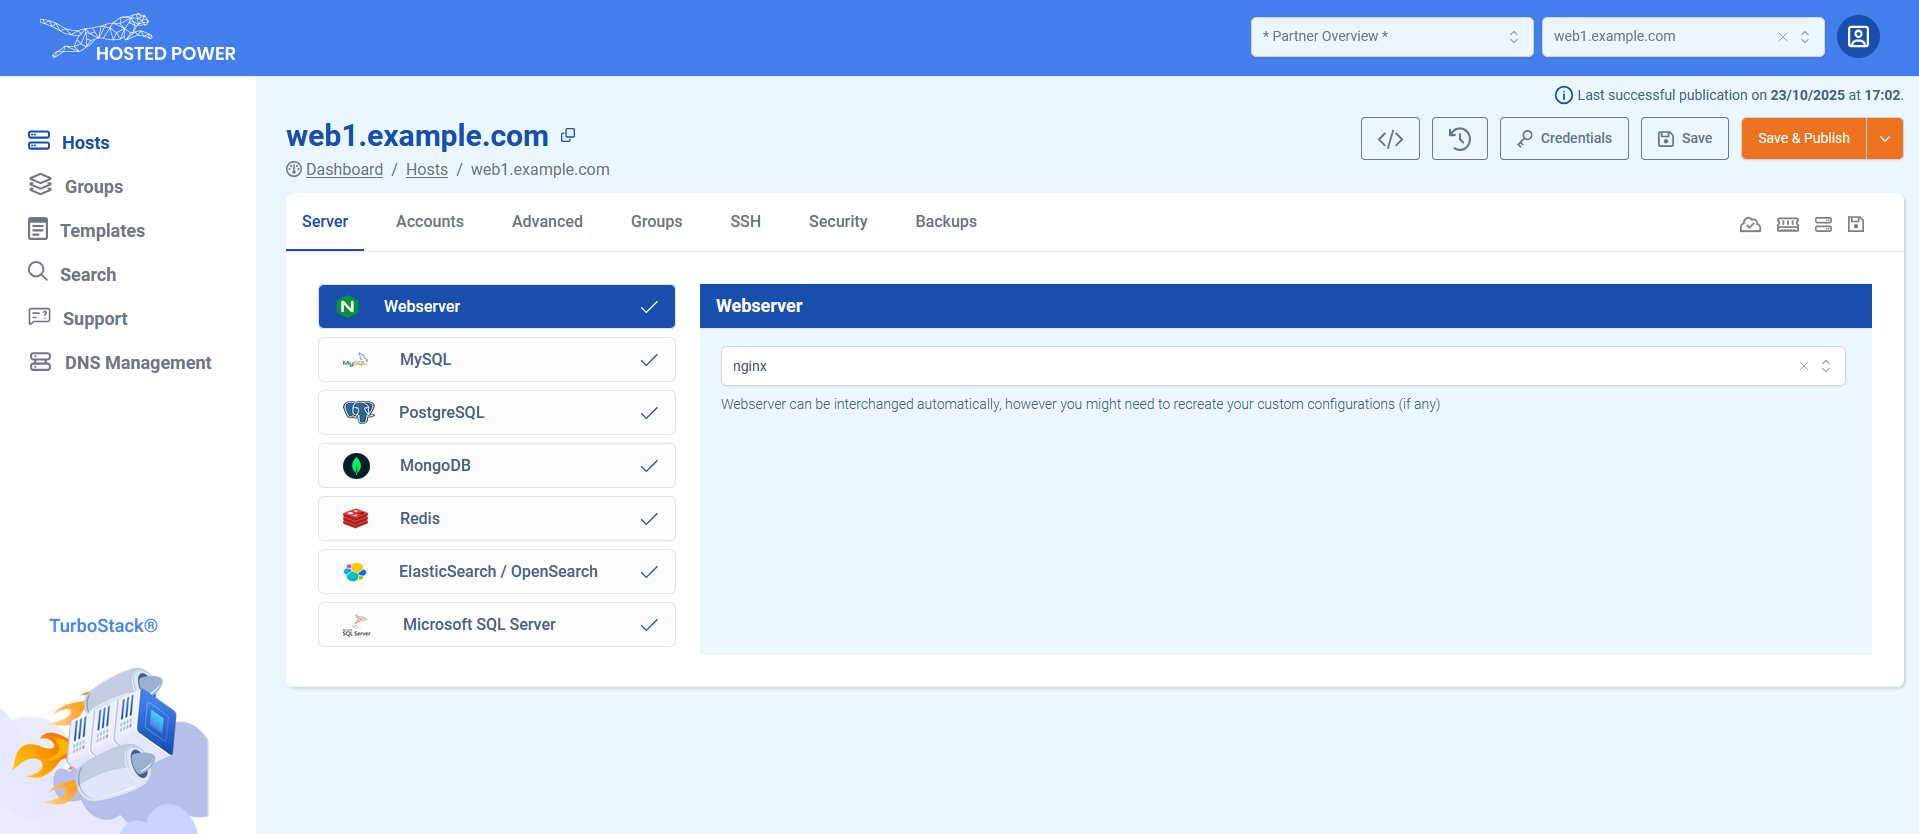 HOSTED POWER
* Partner Overview *
web1.example.com
Last successful publication on 23/10/2025 at 17:02.
Hosts
Groups
Templates
Search
Support
DNS Management
TurboStack®
web1.example.com
Dashboard / Hosts / web1.example.com
Credentials
Save
Save & Publish
Server
Accounts
Advanced
Groups
SSH
Security
Backups
Webserver
MySQL
MySQL
PostgreSQL
MongoDB
Redis
ElasticSearch / OpenSearch
SQL Server
Microsoft SQL Server
Webserver
nginx
Webserver can be interchanged automatically, however you might need to recreate your custom configurations (if any)